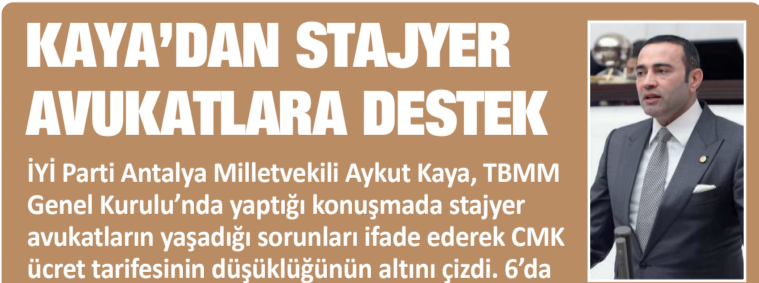 KAYA’DAN STAJYER
AVUKATLARA DESTEK
İYİ Parti Antalya Milletvekili Aykut Kaya, TBMM
Genel Kurulu’nda yaptığı konuşmada stajyer
avukatların yaşadığı sorunları ifade ederek CMK
ücret tarifesinin düşüklüğünün altını çizdi. 6’da